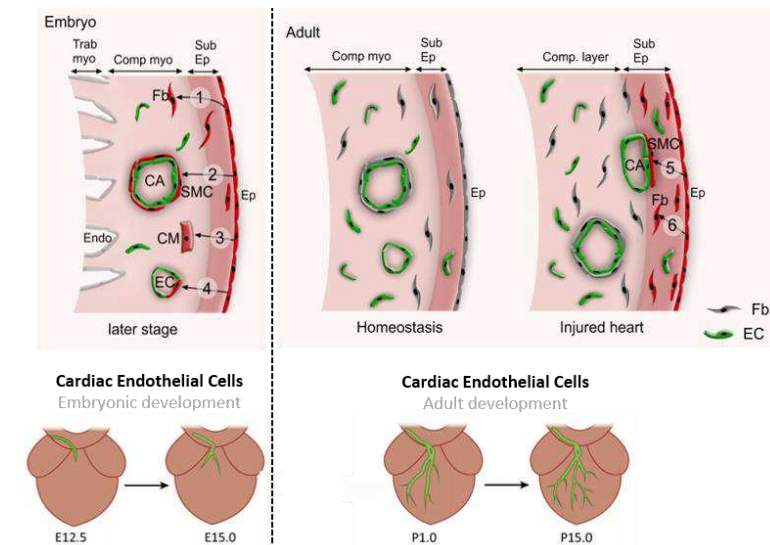 Embryo
Trab
myo
Comp myo
Sub
Ep
Fb
1
2
CA
SMC
Ep
Endo
CM
3
EC
4
later stage
Adult
Comp myo
Sub
Ep
Ep
Homeostasis
Comp. layer
Sub
Ep
SMC
CA
5
Ep
Fb
6
Injured heart
Fb
EC
Cardiac Endothelial Cells
Embryonic development
E12.5
E15.0
Cardiac Endothelial Cells
Adult development
P1.0
P15.0